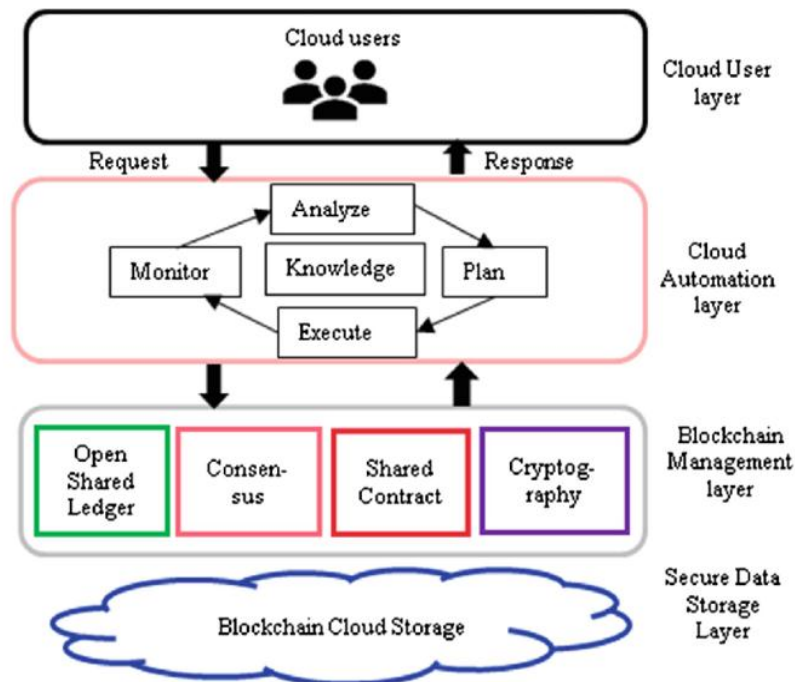 Cloud users
Cloud User
layer
Request
Response
Analyze
Monitor
Knowledge
Plan
Execute
Cloud
Automation
layer
Open
Shared
Ledger
Consen-
sus
Shared
Contract
Cryptog-
raphy
Blockchain
Management
layer
Blockchain Cloud Storage
Secure Data
Storage
Layer